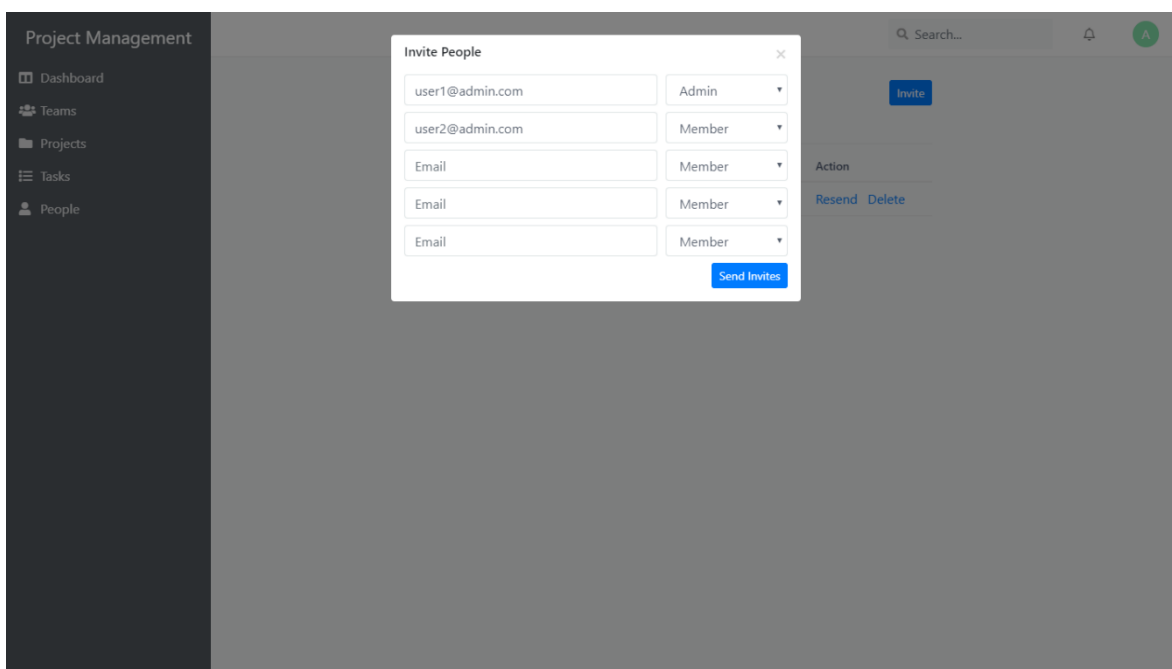 Project Management
Dashboard
Teams
Projects
Tasks
People
Search...
A
Invite
Action
Resend Delete
Invite People
×
user1@admin.com Admin
user2@admin.com Member
Email Member
Email Member
Email Member
Send Invites